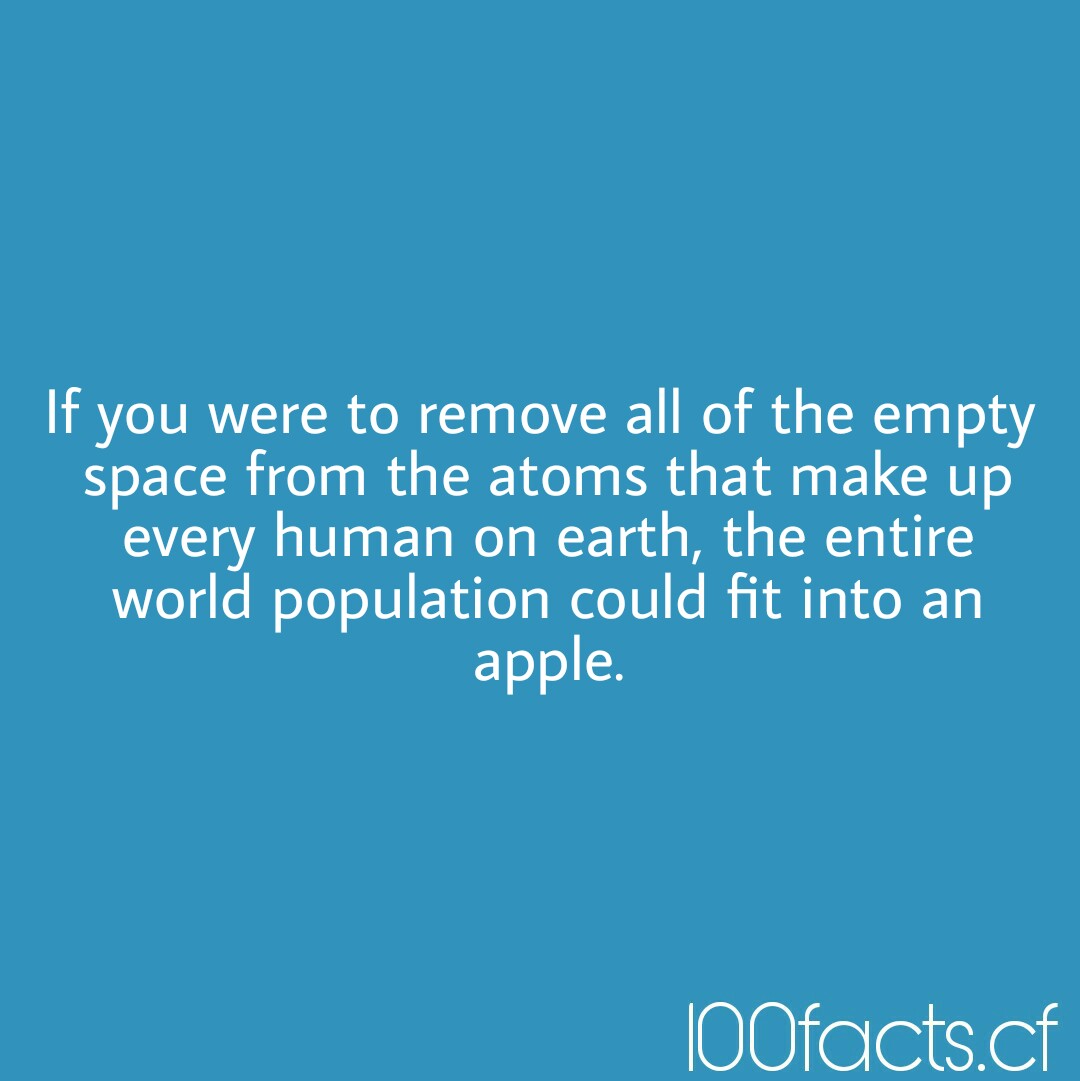 If you were to remove all of the empty
space from the atoms that make up
every human on earth, the entire
world population could fit into an
apple.
100facts.cf